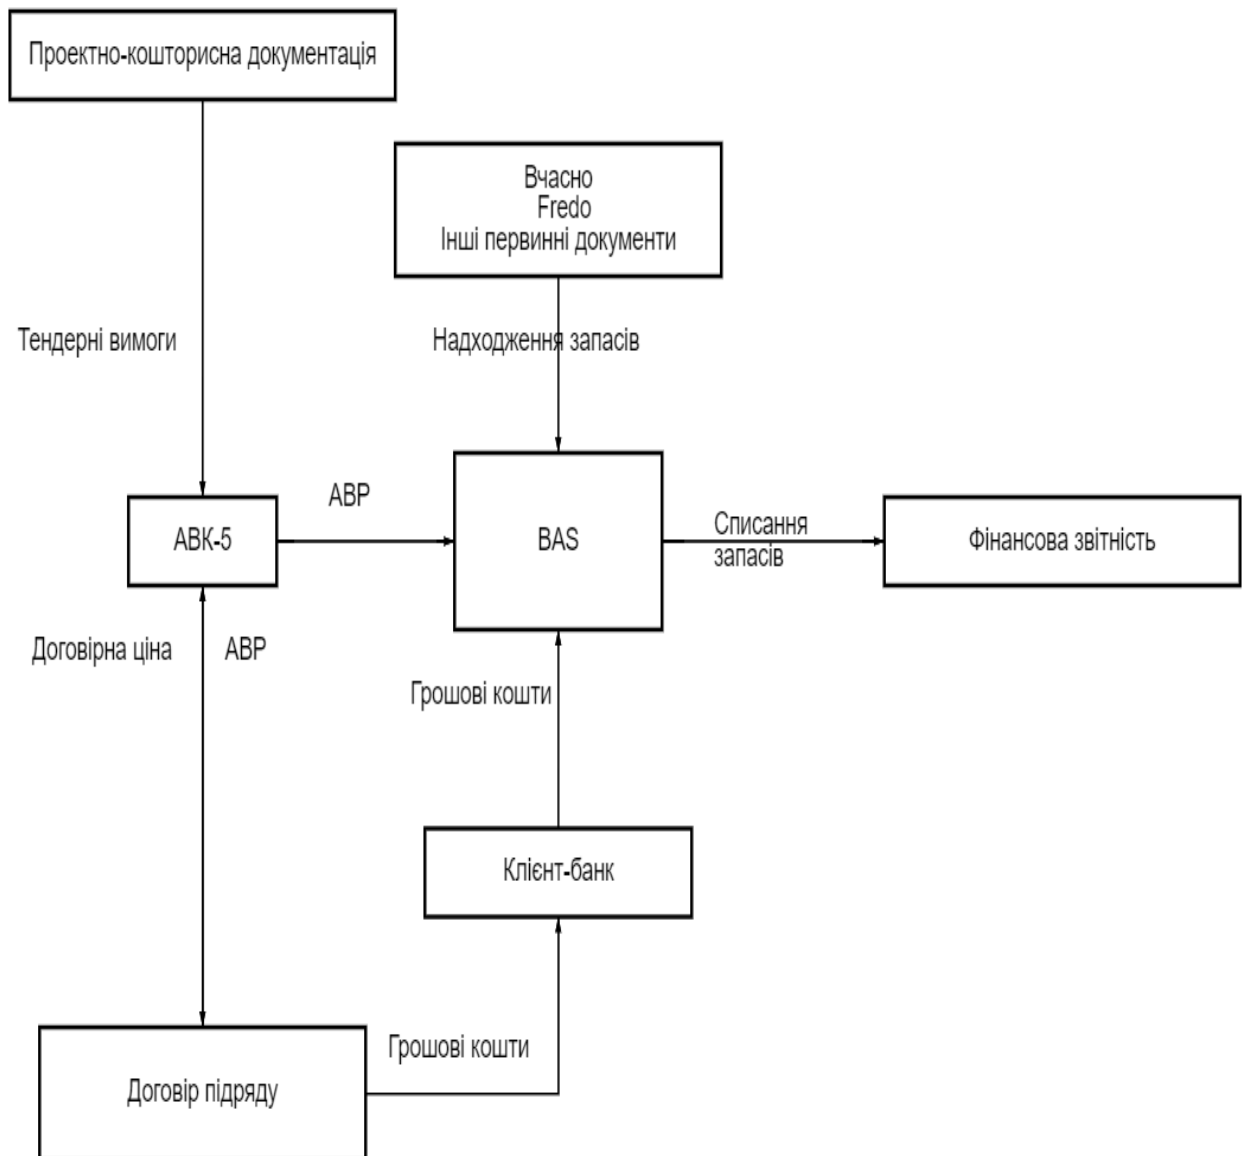 Проектно-кошторисна документація
Вчасно
Fredo
Інші первинні документи
Тендерні вимоги
Надходження запасів
АВР
АВК-5
BAS
Списання
запасів
Фінансова звітність
Договірна ціна
АВР
Грошові кошти
Клієнт-банк
Грошові кошти
Договір підряду